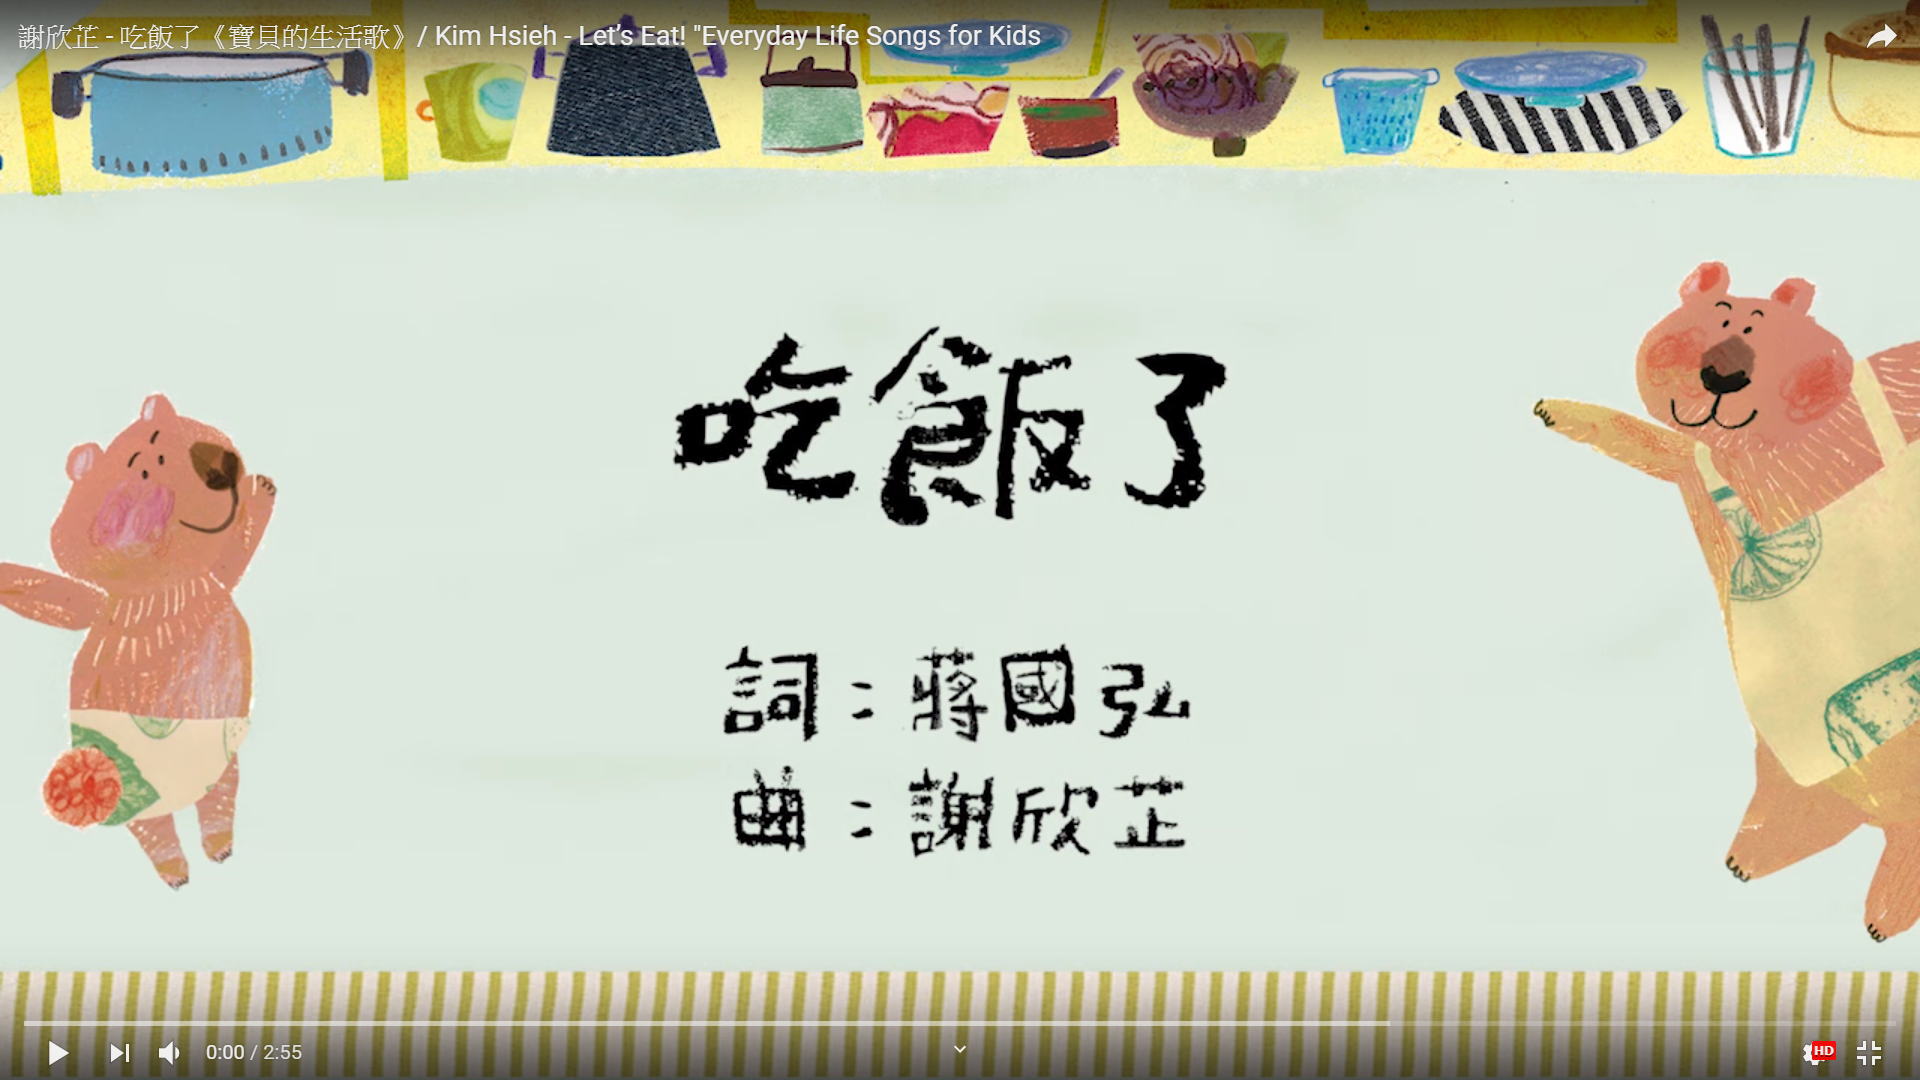 謝欣芷 - 吃飯了《寶貝的生活歌》/ Kim Hsieh - Let’s Eat! "Everyday Life Songs for Kids
吃飯了
詞：蔣國弘
曲：謝欣芷
0:00 / 2:55
HD